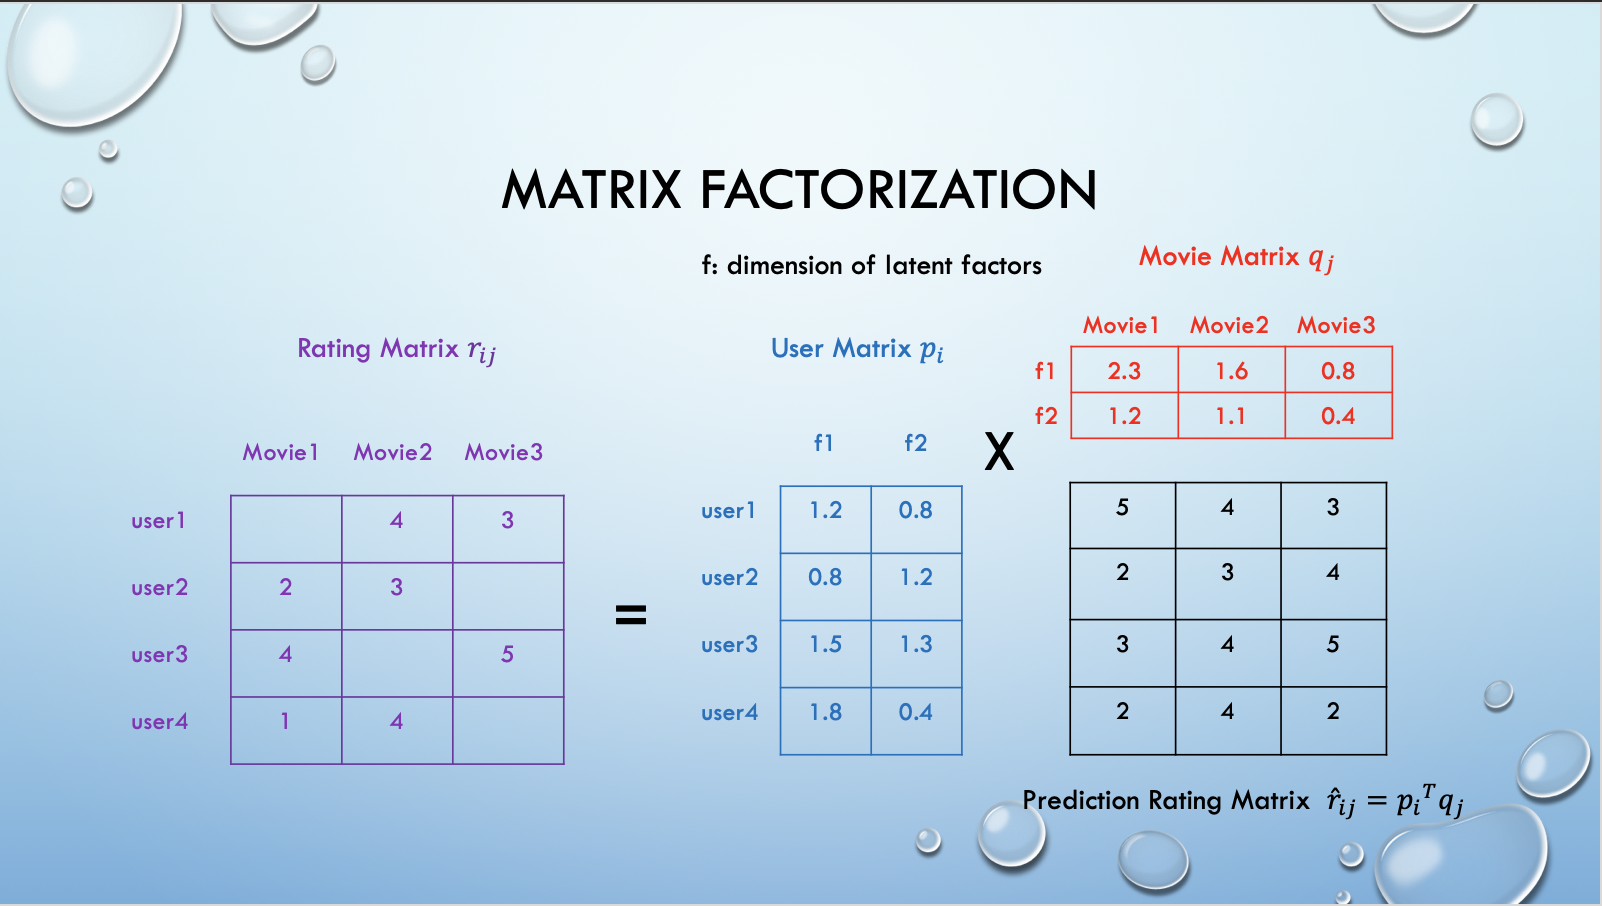 MATRIX FACTORIZATION
f: dimension of latent factors
Movie Matrix q_j
Movie1 Movie2 Movie3
f1 2.3 1.6 0.8
f2 1.2 1.1 0.4
Rating Matrix r_ij
Movie1 Movie2 Movie3
user1 4 3
user2 2 3
user3 4 5
user4 1 4
=
User Matrix p_i
f1 f2
user1 1.2 0.8
user2 0.8 1.2
user3 1.5 1.3
user4 1.8 0.4
X
5 4 3
2 3 4
3 4 5
2 4 2
Prediction Rating Matrix r̂_ij = p_i^T q_j